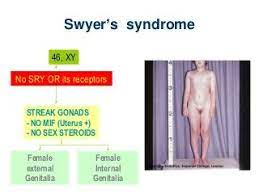 Swyer's syndrome
46, XY
No SRY OR its receptors
STREAK GONADS
- NO MIF (Uterus +)
- NO SEX STEROIDS
Female
external
Genitalia
Female
Internal
Genitalia